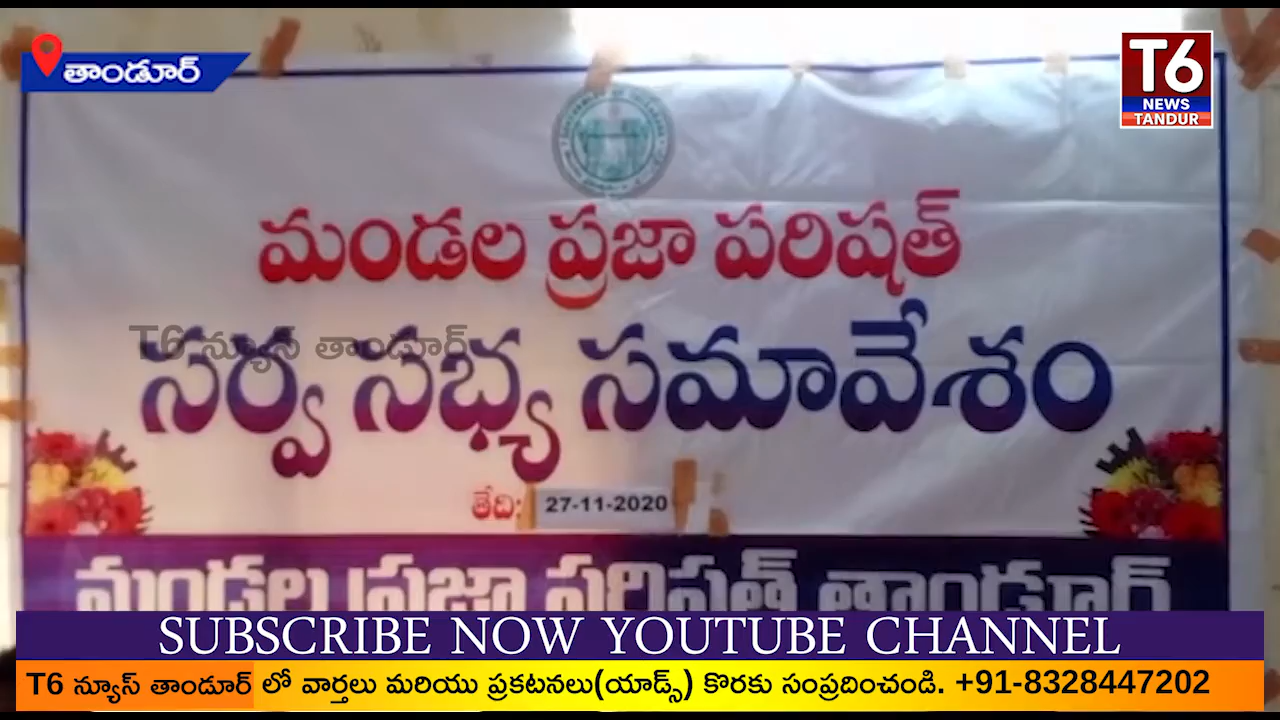 తాండూర్
T6
NEWS
TANDUR
మండల ప్రజా పరిషత్
సర్వ సభ్య సమావేశం
T6 న్యూస్ తాండూర్
తేది: 27-11-2020
మండల ప్రజా పరిషత్ తాండూర్
SUBSCRIBE NOW YOUTUBE CHANNEL
T6 న్యూస్ తాండూర్ లో వార్తలు మరియు ప్రకటనలు(యాడ్స్) కొరకు సంప్రదించండి. +91-8328447202